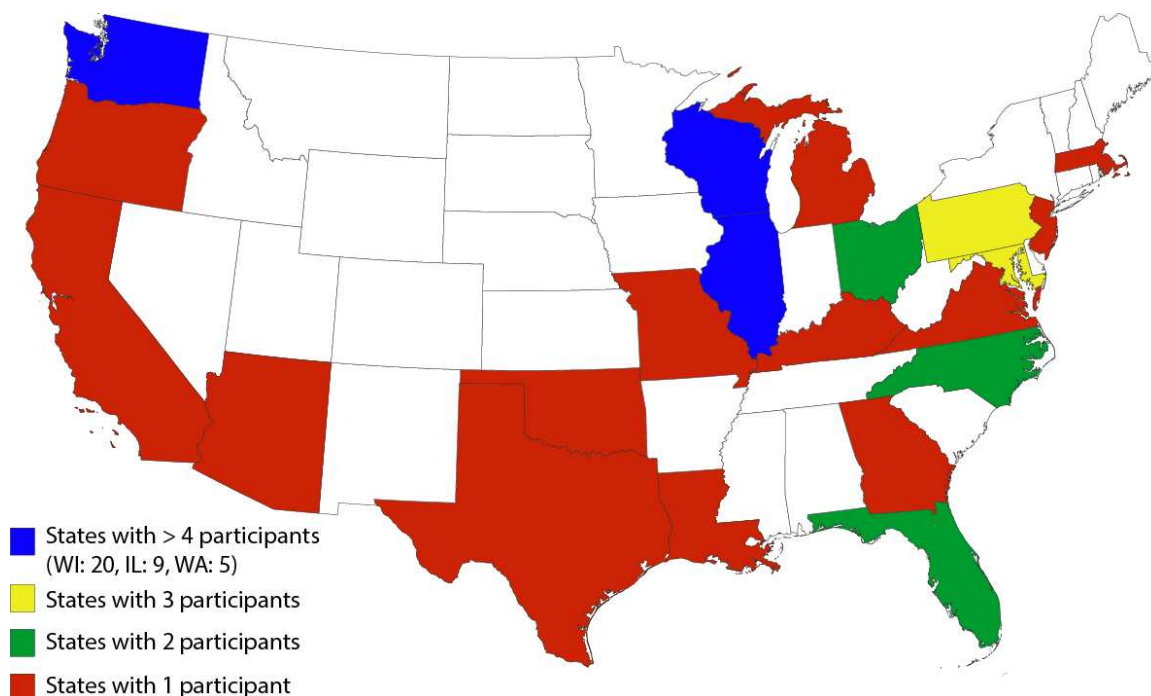 States with > 4 participants
(WI: 20, IL: 9, WA: 5)
States with 3 participants
States with 2 participants
States with 1 participant